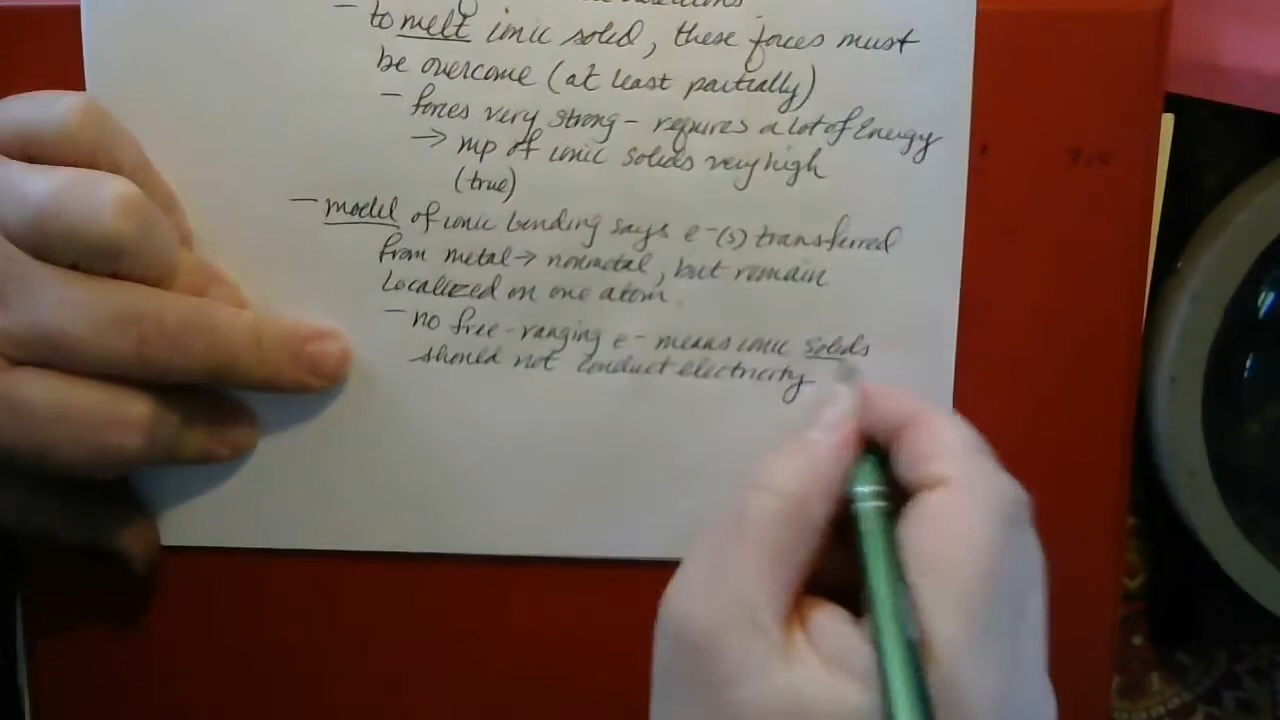 - to melt ionic solid, these forces must
be overcome (at least partially)
- forces very strong - requires a lot of Energy
→ mp of ionic solids very high
(true)
- model of ionic bonding says e-(s) transferred
from metal → nonmetal, but remain
localized on one atom.
- no free-ranging e- means ionic solids
should not conduct electricity